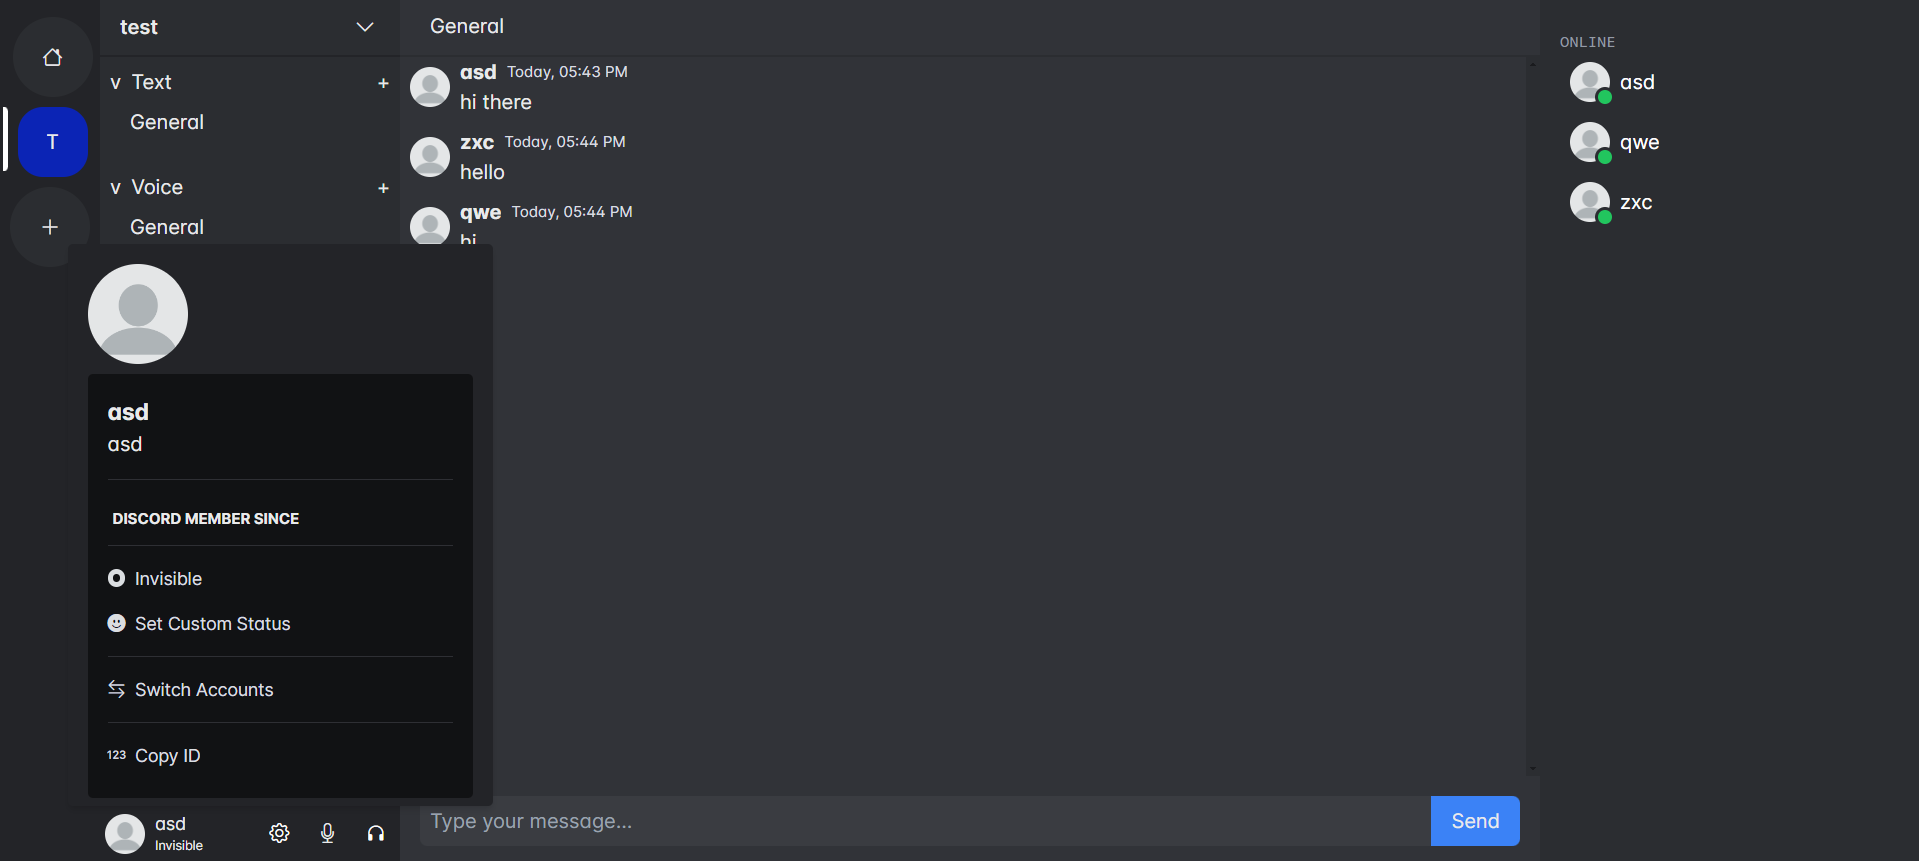 test
General
ONLINE
T
v Text +
General
v Voice +
General
+
asd Today, 05:43 PM
hi there
zxc Today, 05:44 PM
hello
qwe Today, 05:44 PM
hi
asd
qwe
zxc
asd
asd
DISCORD MEMBER SINCE
Invisible
Set Custom Status
Switch Accounts
123 Copy ID
asd
Invisible
Type your message...
Send